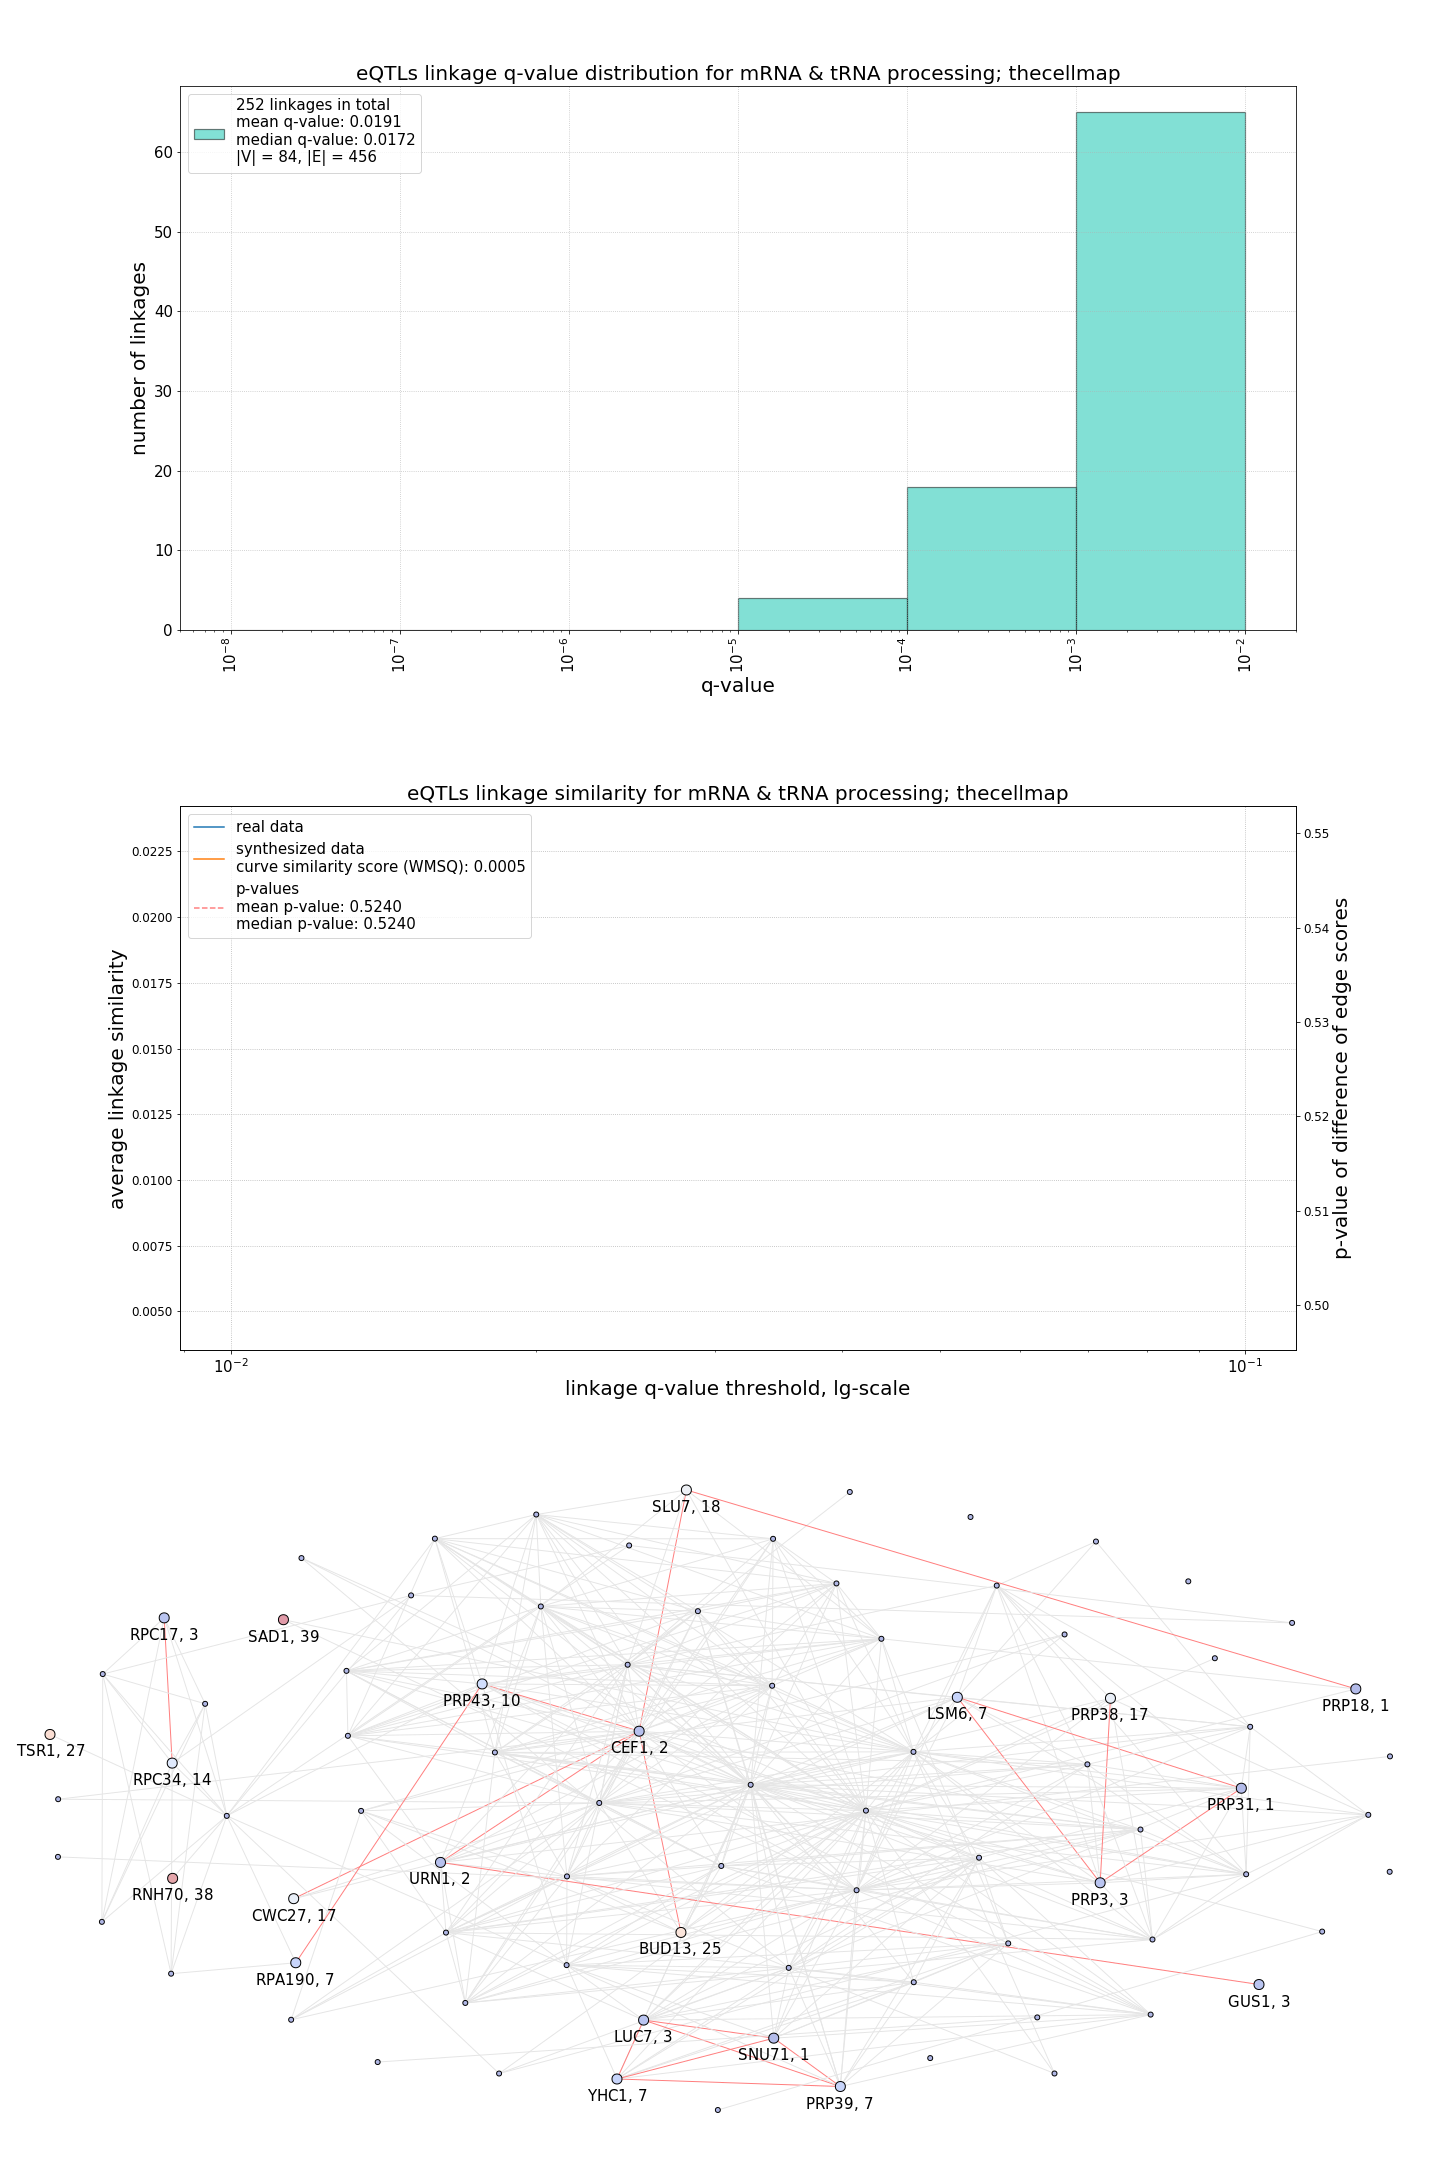 eQTLs linkage q-value distribution for mRNA & tRNA processing; thecellmap
252 linkages in total
mean q-value: 0.0191
median q-value: 0.0172
|V| = 84, |E| = 456
number of linkages
60
50
40
30
20
10
0
10⁻⁸ 10⁻⁷ 10⁻⁶ 10⁻⁵ 10⁻⁴ 10⁻³ 10⁻²
q-value
eQTLs linkage similarity for mRNA & tRNA processing; thecellmap
real data
synthesized data
curve similarity score (WMSQ): 0.0005
p-values
mean p-value: 0.5240
median p-value: 0.5240
average linkage similarity
0.0225
0.0200
0.0175
0.0150
0.0125
0.0100
0.0075
0.0050
0.55
0.54
0.53
0.52
0.51
0.50
p-value of difference of edge scores
10⁻² 10⁻¹
linkage q-value threshold, lg-scale
SLU7, 18
RPC17, 3
SAD1, 39
PRP43, 10
LSM6, 7
PRP38, 17
PRP18, 1
TSR1, 27
CEF1, 2
RPC34, 14
PRP31, 1
URN1, 2
RNH70, 38
PRP3, 3
CWC27, 17
BUD13, 25
RPA190, 7
GUS1, 3
LUC7, 3
SNU71, 1
YHC1, 7
PRP39, 7